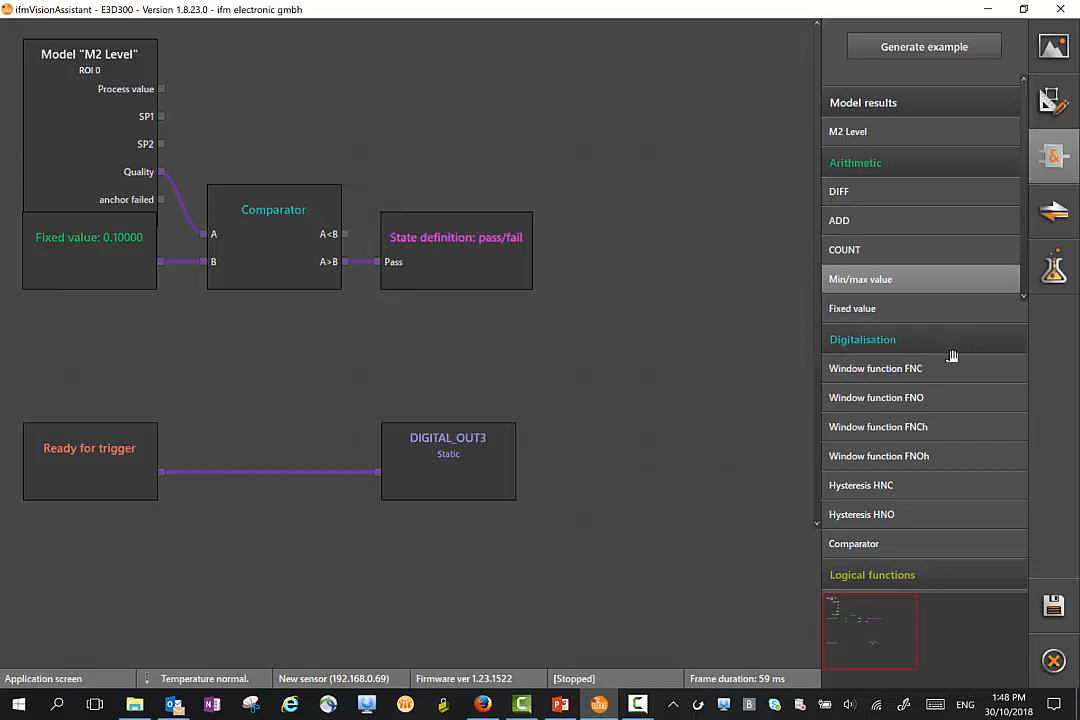 ifmVisionAssistant - E3D300 - Version 1.8.23.0 - ifm electronic gmbh
Model "M2 Level"
ROI 0
Process value
SP1
SP2
Quality
anchor failed
Fixed value: 0.10000
Comparator
A
A<B
B
A>B
State definition: pass/fail
Pass
Ready for trigger
DIGITAL_OUT3
Static
Generate example
Model results
M2 Level
Arithmetic
DIFF
ADD
COUNT
Min/max value
Fixed value
Digitalisation
Window function FNC
Window function FNO
Window function FNCh
Window function FNOh
Hysteresis HNC
Hysteresis HNO
Comparator
Logical functions
&
Application screen
Temperature normal.
New sensor (192.168.0.69)
Firmware ver 1.23.1522
[Stopped]
Frame duration: 59 ms
ENG
1:48 PM
30/10/2018